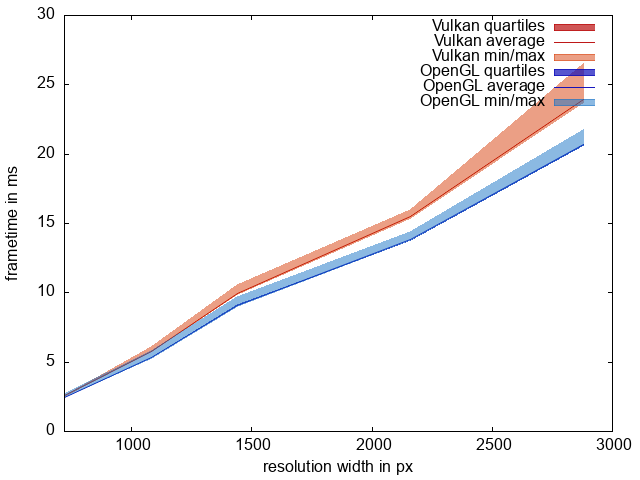 30
25
20
15
10
5
0
frametime in ms
Vulkan quartiles
Vulkan average
Vulkan min/max
OpenGL quartiles
OpenGL average
OpenGL min/max
1000 1500 2000 2500 3000
resolution width in px